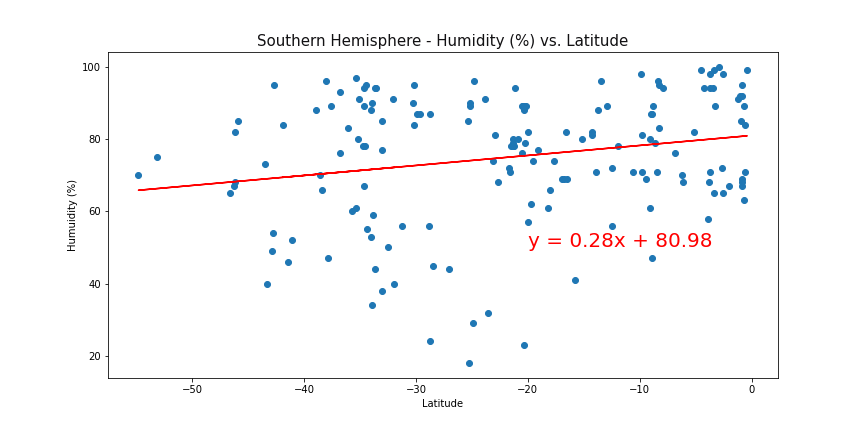 Southern Hemisphere - Humidity (%) vs. Latitude
100
80
60
40
20
Humuidity (%)
y = 0.28x + 80.98
−50
−40
−30
−20
−10
0
Latitude